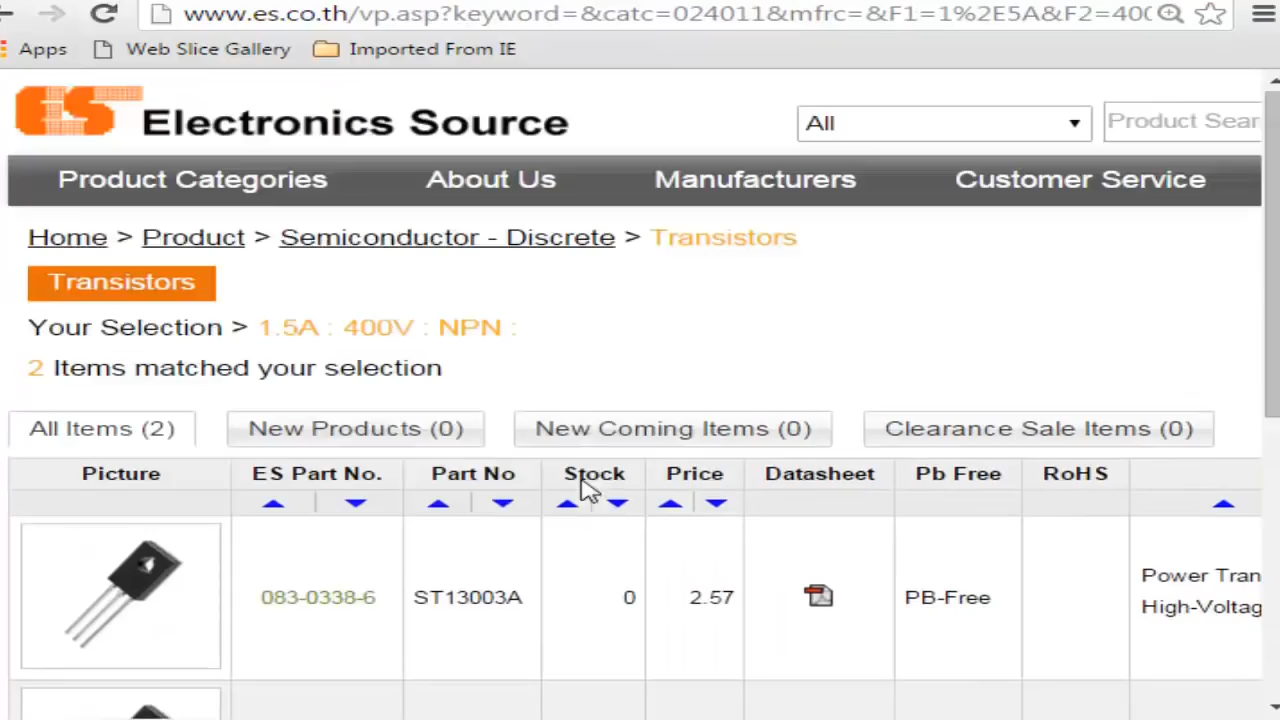 www.es.co.th/vp.asp?keyword=&catc=024011&mfrc=&F1=1%2E5A&F2=400
Apps Web Slice Gallery Imported From IE
ES Electronics Source All Product Sear
Product Categories About Us Manufacturers Customer Service
Home > Product > Semiconductor - Discrete > Transistors
Transistors
Your Selection > 1.5A : 400V : NPN :
2 Items matched your selection
All Items (2) New Products (0) New Coming Items (0) Clearance Sale Items (0)
Picture ES Part No. Part No Stock Price Datasheet Pb Free RoHS
083-0338-6 ST13003A 0 2.57 PB-Free Power Tran
High-Voltag